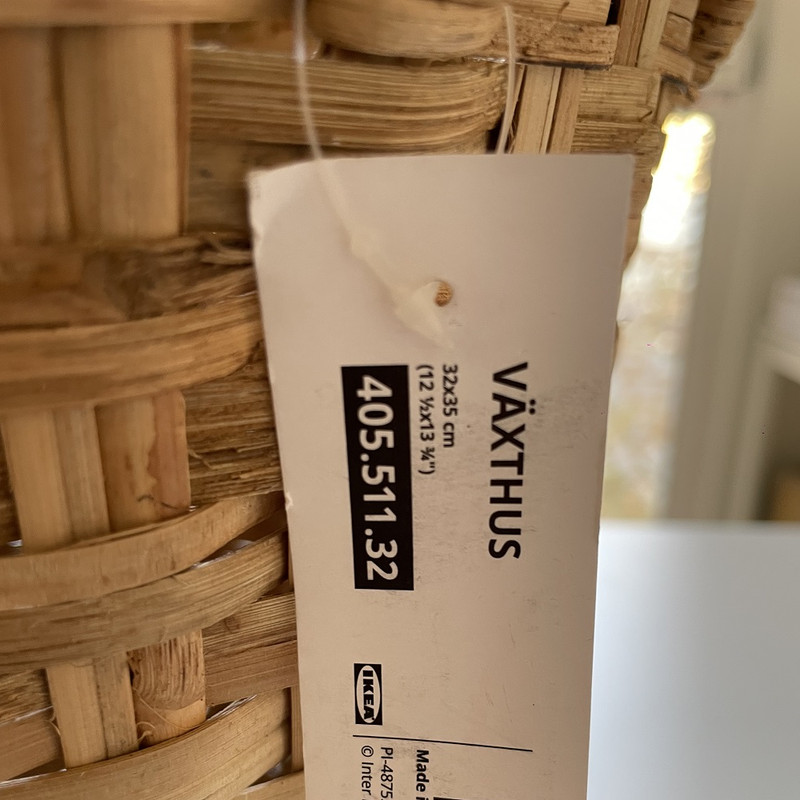 VÄXTHUS
32x35 cm
(12 ½x13 ¾")
405.511.32
IKEA
Made
PI-4875
© Inter